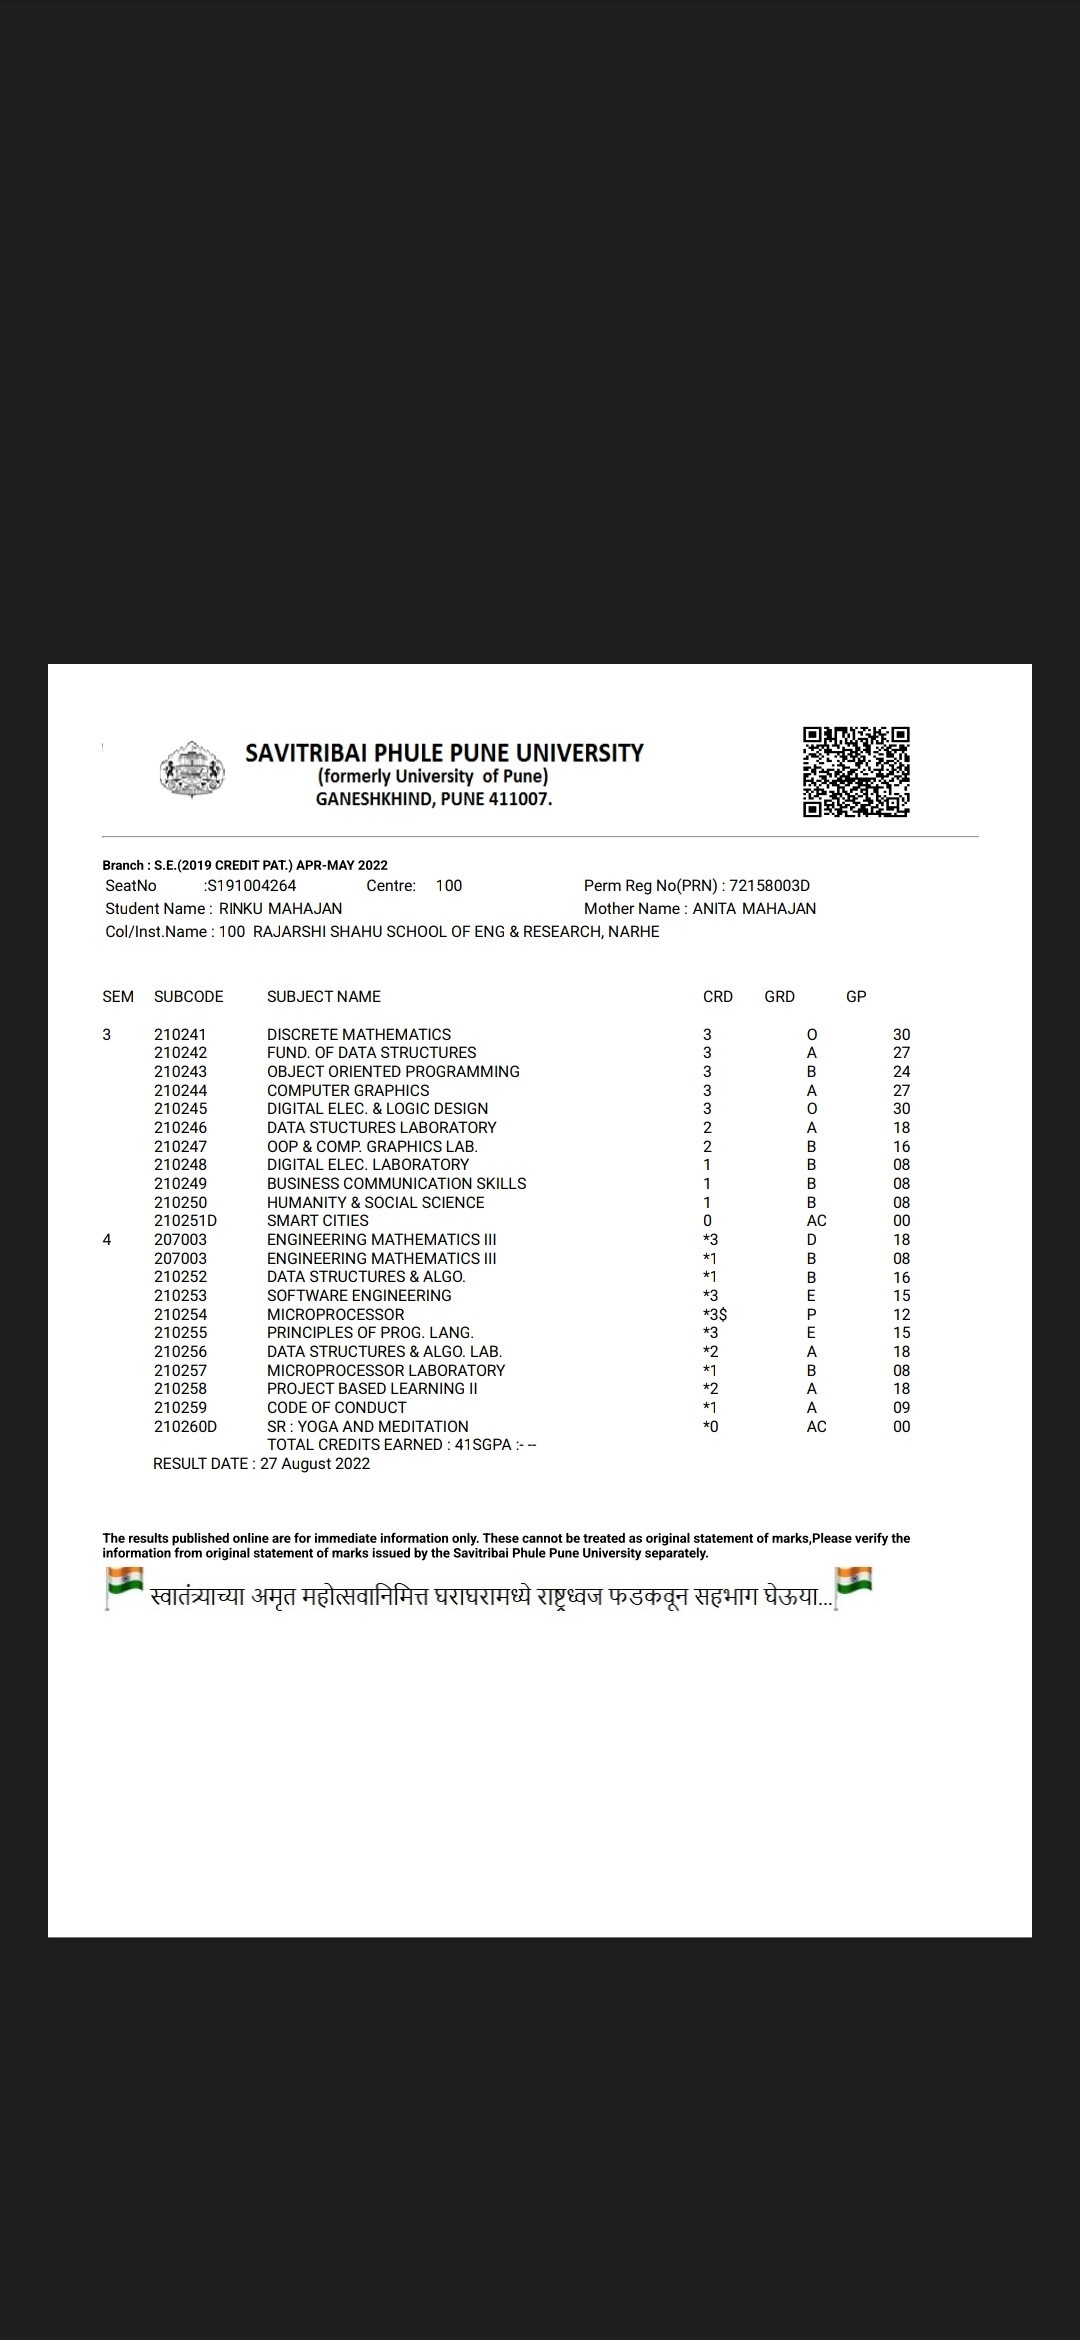 SAVITRIBAI PHULE PUNE UNIVERSITY
(formerly University of Pune)
GANESHKHIND, PUNE 411007.
Branch : S.E.(2019 CREDIT PAT.) APR-MAY 2022
SeatNo :S191004264 Centre: 100 Perm Reg No(PRN) : 72158003D
Student Name : RINKU MAHAJAN Mother Name : ANITA MAHAJAN
Col/Inst.Name : 100 RAJARSHI SHAHU SCHOOL OF ENG & RESEARCH, NARHE
SEM SUBCODE SUBJECT NAME CRD GRD GP
3 210241 DISCRETE MATHEMATICS 3 O 30
210242 FUND. OF DATA STRUCTURES 3 A 27
210243 OBJECT ORIENTED PROGRAMMING 3 B 24
210244 COMPUTER GRAPHICS 3 A 27
210245 DIGITAL ELEC. & LOGIC DESIGN 3 O 30
210246 DATA STUCTURES LABORATORY 2 A 18
210247 OOP & COMP. GRAPHICS LAB. 2 B 16
210248 DIGITAL ELEC. LABORATORY 1 B 08
210249 BUSINESS COMMUNICATION SKILLS 1 B 08
210250 HUMANITY & SOCIAL SCIENCE 1 B 08
210251D SMART CITIES 0 AC 00
4 207003 ENGINEERING MATHEMATICS III *3 D 18
207003 ENGINEERING MATHEMATICS III *1 B 08
210252 DATA STRUCTURES & ALGO. *1 B 16
210253 SOFTWARE ENGINEERING *3 E 15
210254 MICROPROCESSOR *3$ P 12
210255 PRINCIPLES OF PROG. LANG. *3 E 15
210256 DATA STRUCTURES & ALGO. LAB. *2 A 18
210257 MICROPROCESSOR LABORATORY *1 B 08
210258 PROJECT BASED LEARNING II *2 A 18
210259 CODE OF CONDUCT *1 A 09
210260D SR : YOGA AND MEDITATION *0 AC 00
TOTAL CREDITS EARNED : 41SGPA :- --
RESULT DATE : 27 August 2022
The results published online are for immediate information only. These cannot be treated as original statement of marks,Please verify the
information from original statement of marks issued by the Savitribai Phule Pune University separately.
स्वातंत्र्याच्या अमृत महोत्सवानिमित्त घराघरामध्ये राष्ट्रध्वज फडकवून सहभाग घेऊया...